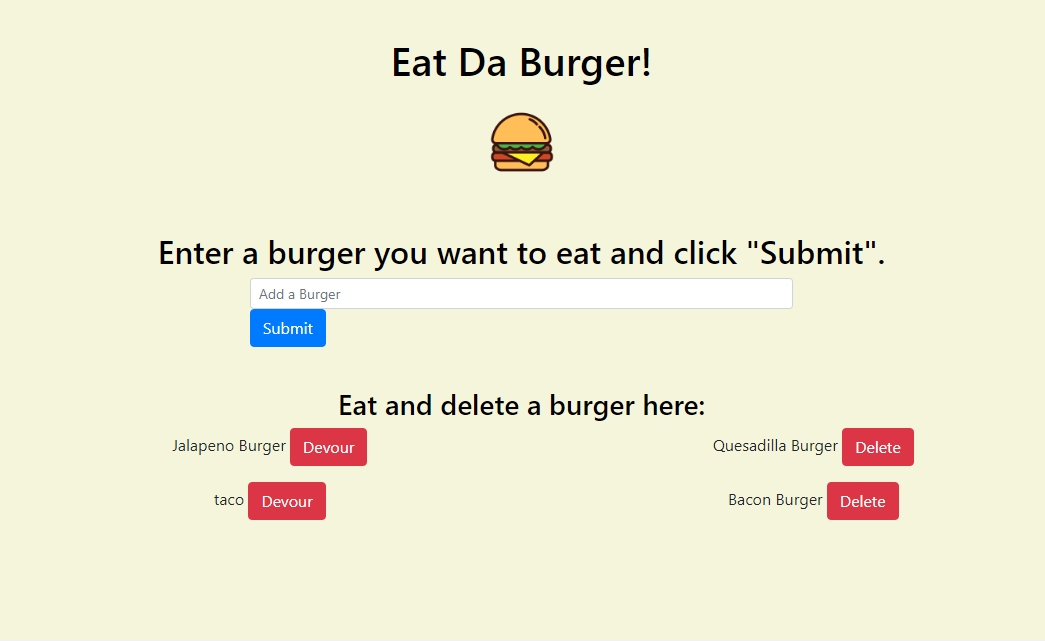 Eat Da Burger!
Enter a burger you want to eat and click "Submit".
Add a Burger
Submit
Eat and delete a burger here:
Jalapeno Burger Devour
Quesadilla Burger Delete
taco Devour
Bacon Burger Delete